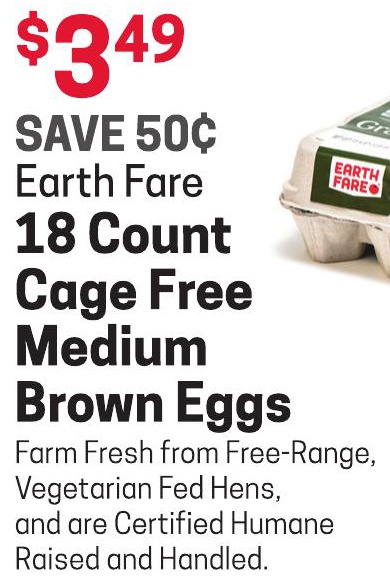 $3.49
SAVE 50¢
Earth Fare
18 Count
Cage Free
Medium
Brown Eggs
Farm Fresh from Free-Range,
Vegetarian Fed Hens,
and are Certified Humane
Raised and Handled.
EARTH
FARE